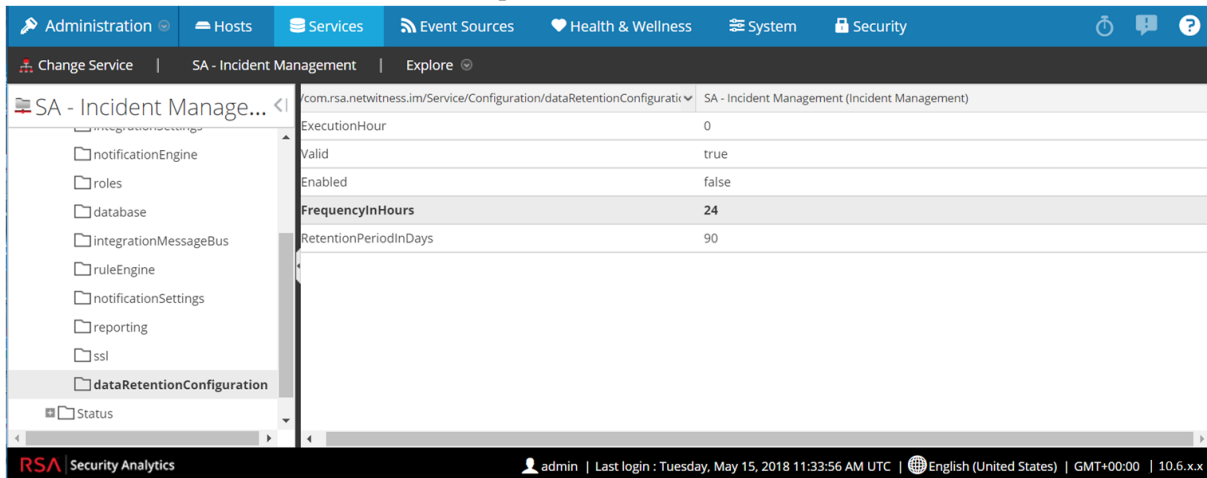 Administration Hosts Services Event Sources Health & Wellness System Security
Change Service | SA - Incident Management | Explore
SA - Incident Manage...
/com.rsa.netwitness.im/Service/Configuration/dataRetentionConfiguratio SA - Incident Management (Incident Management)
integrationSettings
ExecutionHour 0
notificationEngine
Valid true
roles
Enabled false
database
FrequencyInHours 24
integrationMessageBus
RetentionPeriodInDays 90
ruleEngine
notificationSettings
reporting
ssl
dataRetentionConfiguration
Status
RSA Security Analytics admin | Last login : Tuesday, May 15, 2018 11:33:56 AM UTC | English (United States) | GMT+00:00 | 10.6.x.x